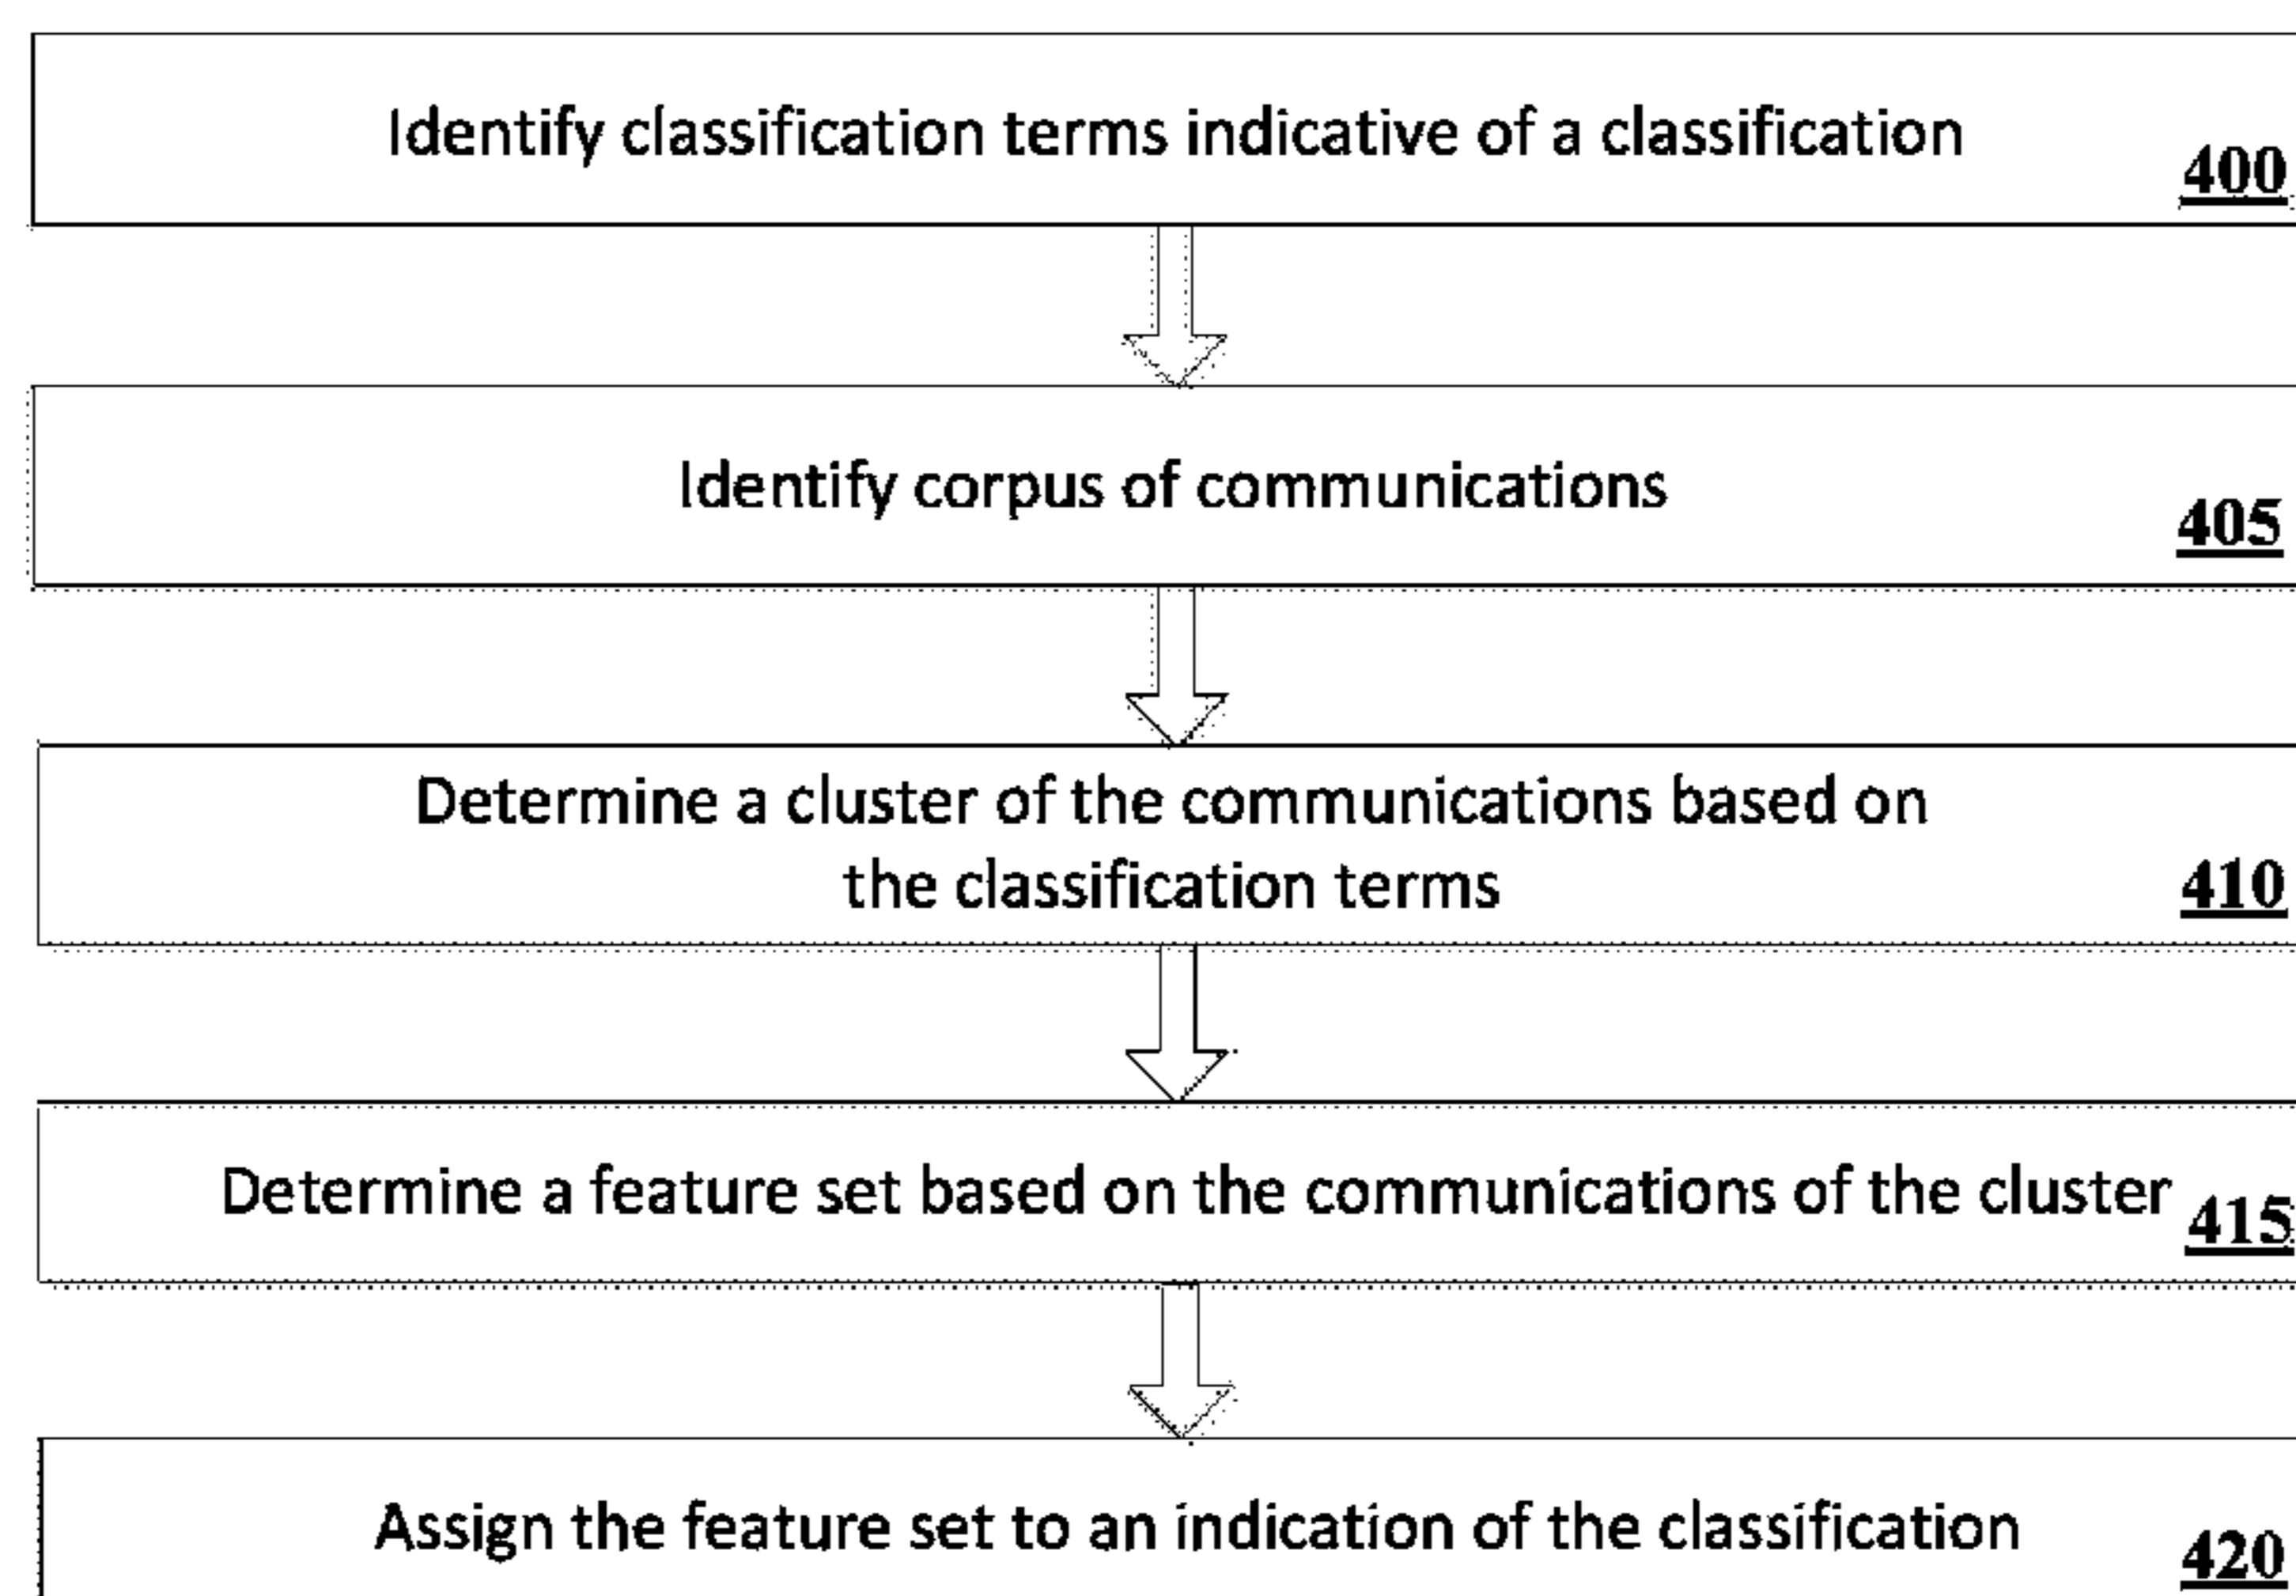 Identify classification terms indicative of a classification
400
Identify corpus of communications
405
Determine a cluster of the communications based on
the classification terms
410
Determine a feature set based on the communications of the cluster
415
Assign the feature set to an indication of the classification
420